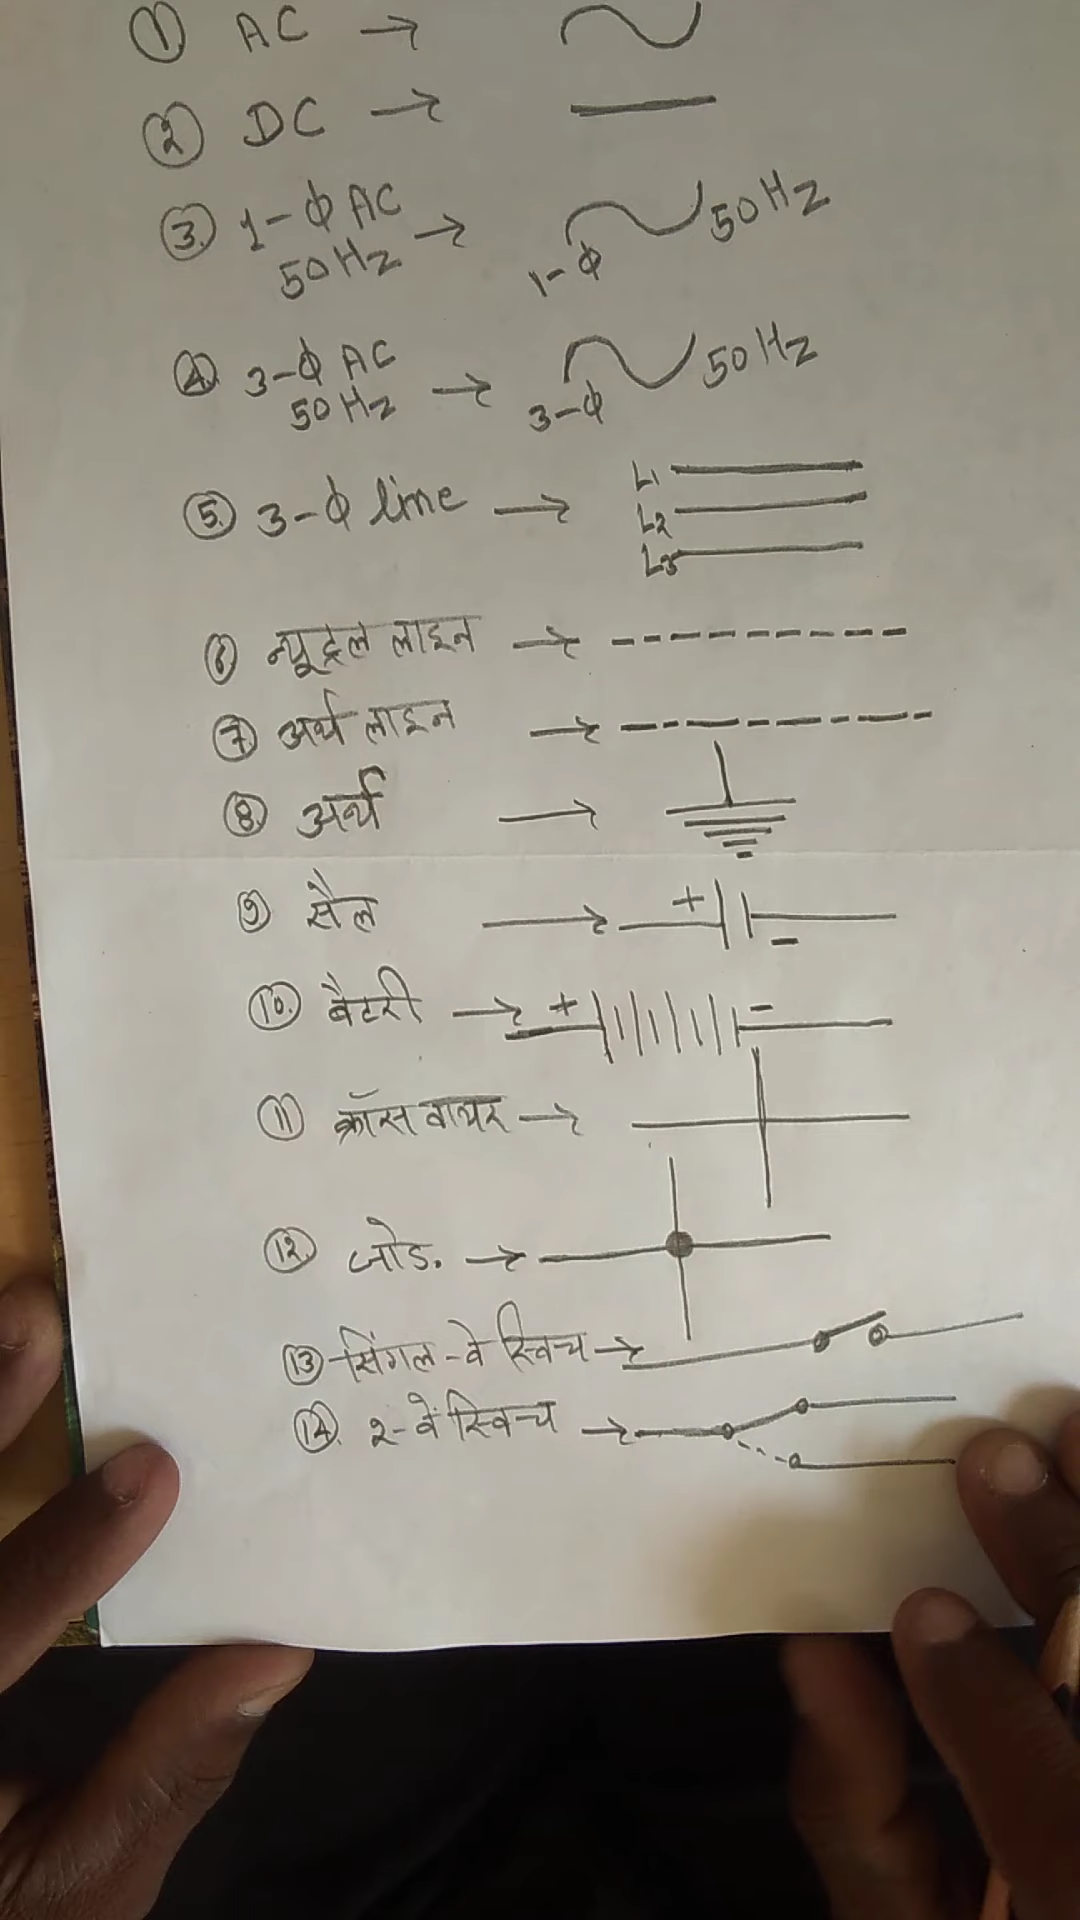 1. AC →
2 DC →
3. 1-ф AC → 50Hz
50Hz 1-ф
4. 3-ф AC → 50Hz
50Hz 3-ф
5. 3-ф line → L1
L2
L3
6 न्यूट्रल लाइन →
7 अर्थ लाइन →
8. अर्थ →
9 सैल → + -
10. बैटरी → + -
11 क्रॉस वायर →
12. जोड. →
13 सिंगल-वे स्विच →
14. २-वे स्विच →